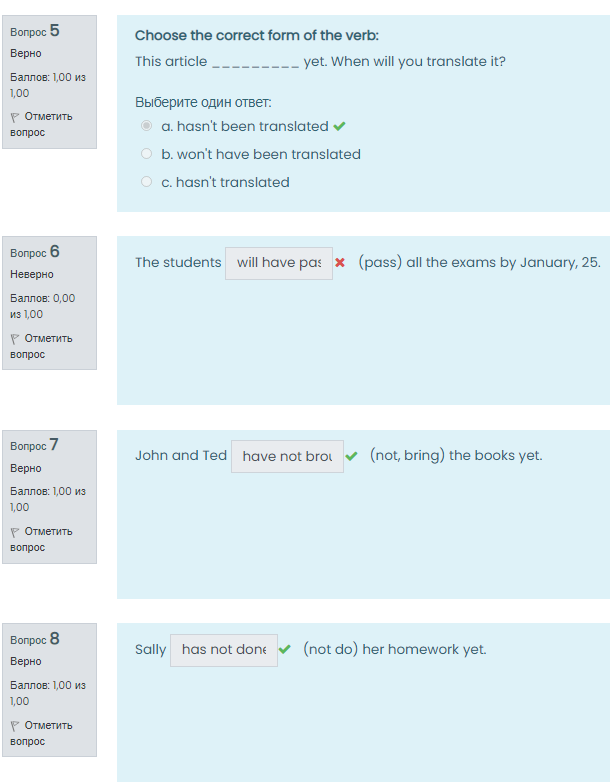 Вопрос 5
Верно
Баллов: 1,00 из
1,00
Отметить
вопрос
Choose the correct form of the verb:
This article _ _ _ _ _ _ _ _ _ yet. When will you translate it?
Выберите один ответ:
a. hasn't been translated
b. won't have been translated
c. hasn't translated
Вопрос 6
Неверно
Баллов: 0,00
из 1,00
Отметить
вопрос
The students will have pas (pass) all the exams by January, 25.
Вопрос 7
Верно
Баллов: 1,00 из
1,00
Отметить
вопрос
John and Ted have not brou (not, bring) the books yet.
Вопрос 8
Верно
Баллов: 1,00 из
1,00
Отметить
вопрос
Sally has not done (not do) her homework yet.